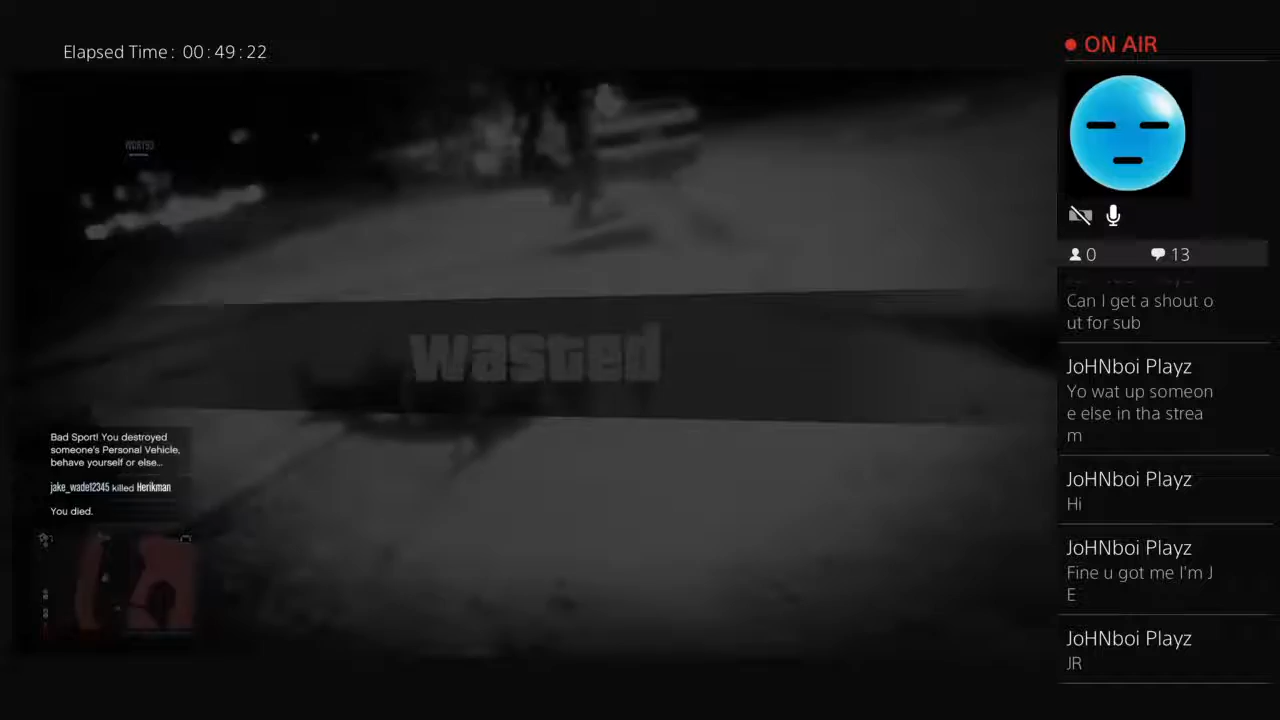 Elapsed Time: 00:49:22
ON AIR
0
13
Can I get a shout o
ut for sub
JoHNboi Playz
Yo wat up someon
e else in tha strea
m
JoHNboi Playz
Hi
JoHNboi Playz
Fine u got me I'm J
E
JoHNboi Playz
JR
wasted
Bad Sport! You destroyed
someone's Personal Vehicle,
behave yourself or else...
jake_wade12345 killed Herikman
You died.